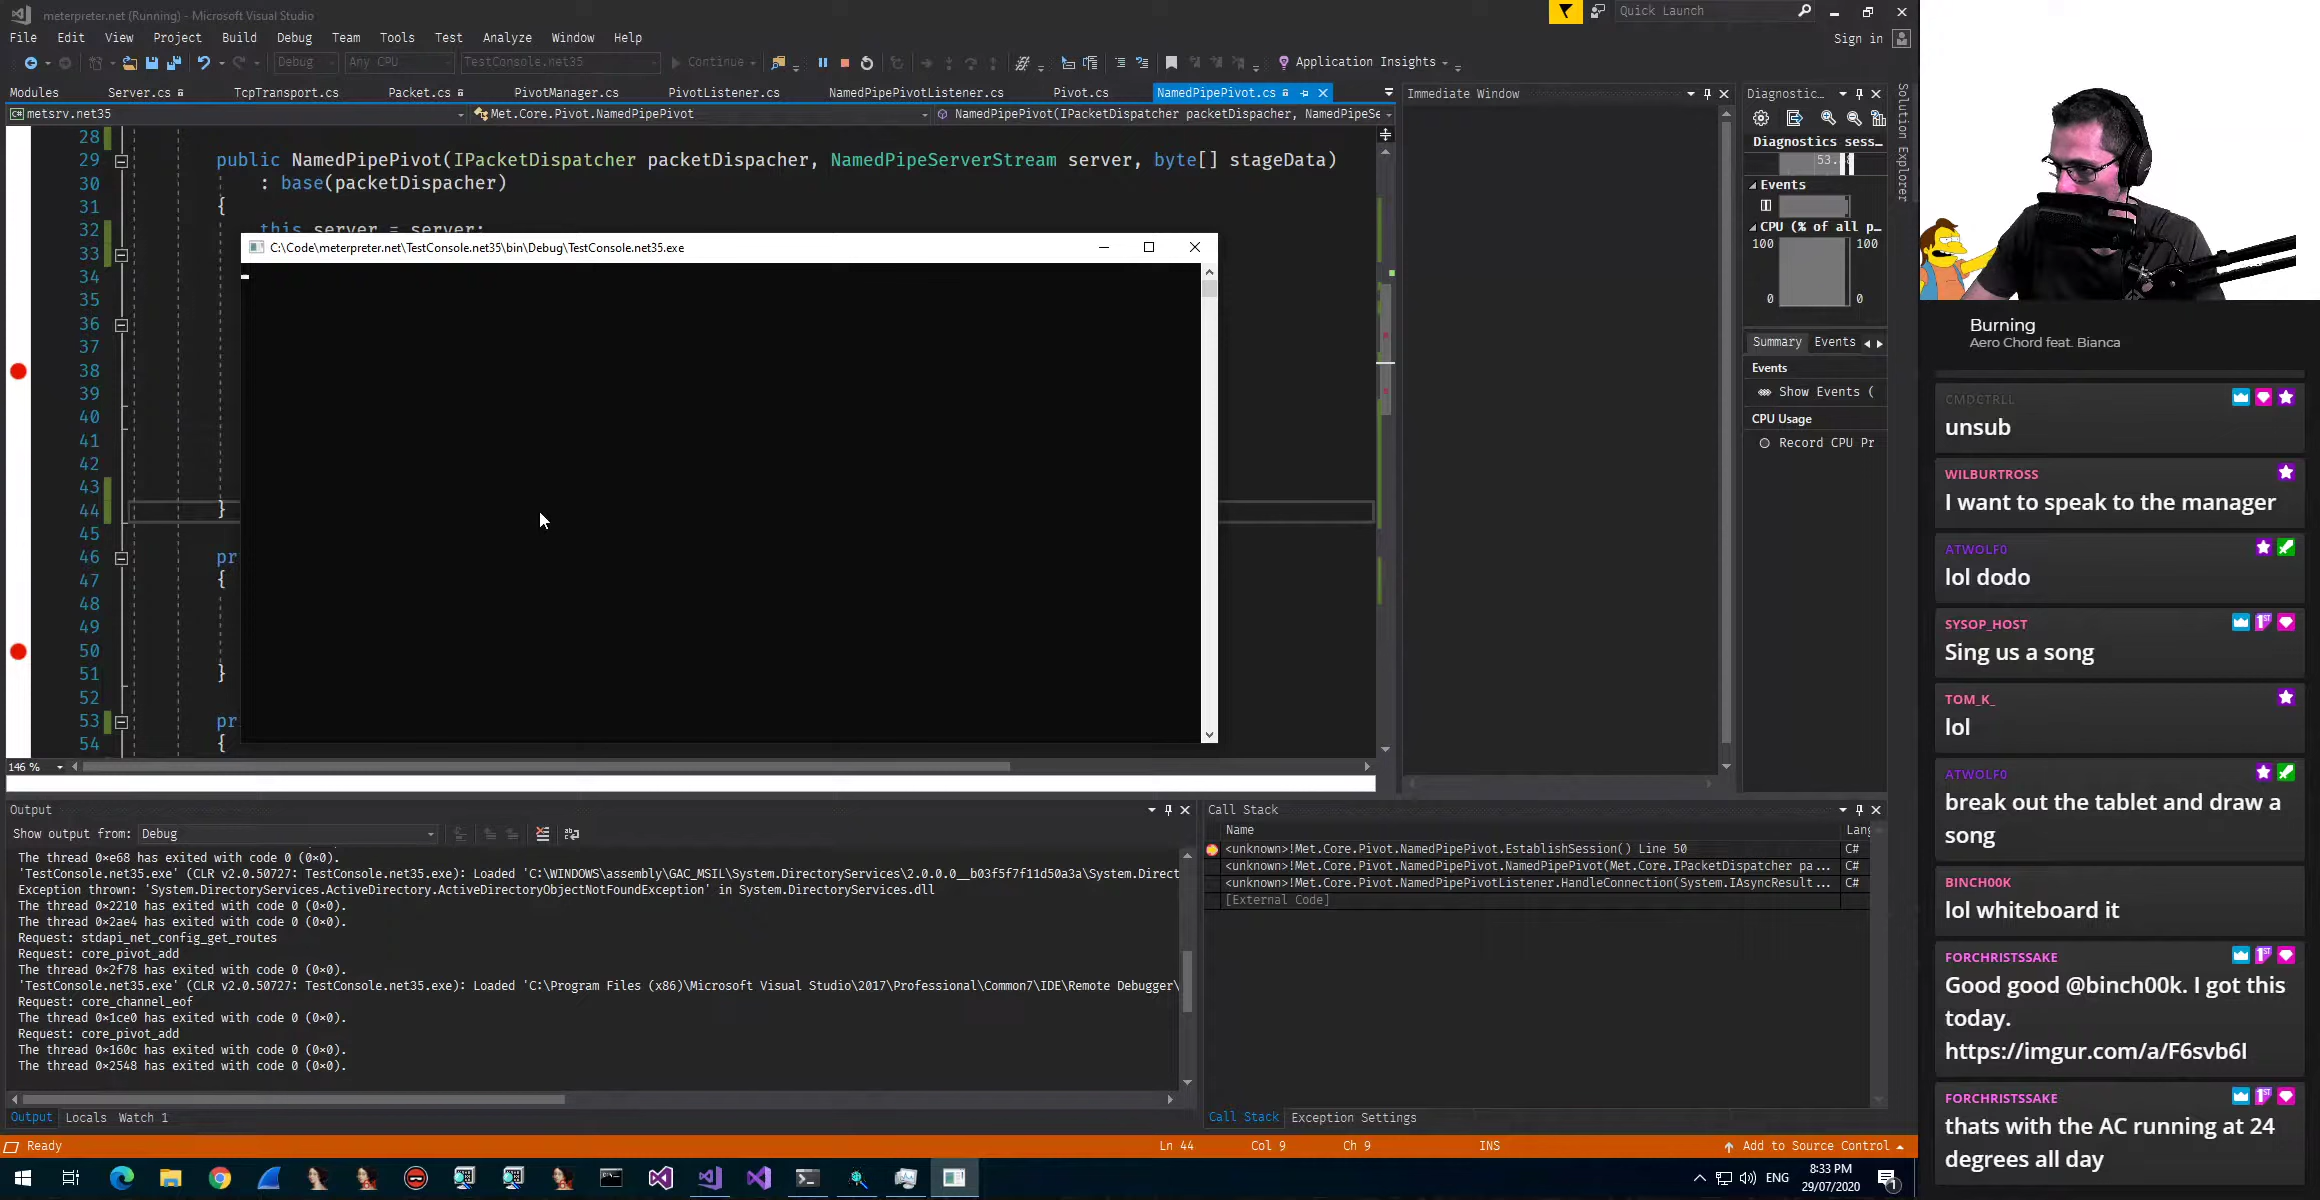 meterpreter.net (Running) - Microsoft Visual Studio
Quick Launch
File Edit View Project Build Debug Team Tools Test Analyze Window Help
Sign in
Debug Any CPU TestConsole.net35 Continue Application Insights
Modules Server.cs TcpTransport.cs Packet.cs PivotManager.cs PivotListener.cs NamedPipePivotListener.cs Pivot.cs NamedPipePivot.cs
metsrv.net35 Met.Core.Pivot.NamedPipePivot NamedPipePivot(IPacketDispatcher packetDispacher, NamedPipeSe
28
29 public NamedPipePivot(IPacketDispatcher packetDispacher, NamedPipeServerStream server, byte[] stageData)
30 : base(packetDispacher)
31 {
32 this server = server;
33
C:\Code\meterpreter.net\TestConsole.net35\bin\Debug\TestConsole.net35.exe
34
35
36
37
38
39
40
41
42
43
44 }
45
46 pr
47 {
48
49
50
51 }
52
53 pr
54 {
146 %
Immediate Window
Diagnostic...
Diagnostics sess...
Events
CPU (% of all p...
100 100
0 0
Summary Events
Events
Show Events (
CPU Usage
Record CPU Pr
Solution Explorer
Output
Show output from: Debug
The thread 0×e68 has exited with code 0 (0×0).
'TestConsole.net35.exe' (CLR v2.0.50727: TestConsole.net35.exe): Loaded 'C:\WINDOWS\assembly\GAC_MSIL\System.DirectoryServices\2.0.0.0__b03f5f7f11d50a3a\System.Direct
Exception thrown: 'System.DirectoryServices.ActiveDirectory.ActiveDirectoryObjectNotFoundException' in System.DirectoryServices.dll
The thread 0×2210 has exited with code 0 (0×0).
The thread 0×2ae4 has exited with code 0 (0×0).
Request: stdapi_net_config_get_routes
Request: core_pivot_add
The thread 0×2f78 has exited with code 0 (0×0).
'TestConsole.net35.exe' (CLR v2.0.50727: TestConsole.net35.exe): Loaded 'C:\Program Files (x86)\Microsoft Visual Studio\2017\Professional\Common7\IDE\Remote Debugger\
Request: core_channel_eof
The thread 0×1ce0 has exited with code 0 (0×0).
Request: core_pivot_add
The thread 0×160c has exited with code 0 (0×0).
The thread 0×2548 has exited with code 0 (0×0).
Output Locals Watch 1
Call Stack
Name Lang
<unknown>!Met.Core.Pivot.NamedPipePivot.EstablishSession() Line 50 C#
<unknown>!Met.Core.Pivot.NamedPipePivot.NamedPipePivot(Met.Core.IPacketDispatcher pa... C#
<unknown>!Met.Core.Pivot.NamedPipePivotListener.HandleConnection(System.IAsyncResult ... C#
[External Code]
Call Stack Exception Settings
Ready Ln 44 Col 9 Ch 9 INS Add to Source Control
ENG
8:33 PM
29/07/2020
1
Burning
Aero Chord feat. Bianca
CMDCTRLL
unsub
WILBURTROSS
I want to speak to the manager
ATWOLF0
lol dodo
SYSOP_HOST
Sing us a song
TOM_K_
lol
ATWOLF0
break out the tablet and draw a
song
BINCH00K
lol whiteboard it
FORCHRISTSSAKE
Good good @binch00k. I got this
today.
https://imgur.com/a/F6svb6I
FORCHRISTSSAKE
thats with the AC running at 24
degrees all day